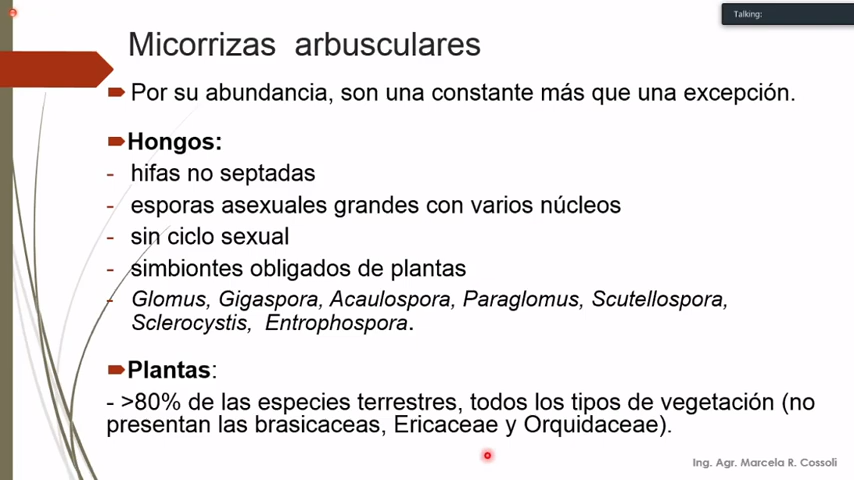 Talking:
Micorrizas arbusculares
Por su abundancia, son una constante más que una excepción.
Hongos:
- hifas no septadas
- esporas asexuales grandes con varios núcleos
- sin ciclo sexual
- simbiontes obligados de plantas
- Glomus, Gigaspora, Acaulospora, Paraglomus, Scutellospora,
Sclerocystis, Entrophospora.
Plantas:
- >80% de las especies terrestres, todos los tipos de vegetación (no
presentan las brasicaceas, Ericaceae y Orquidaceae).
Ing. Agr. Marcela R. Cossoli